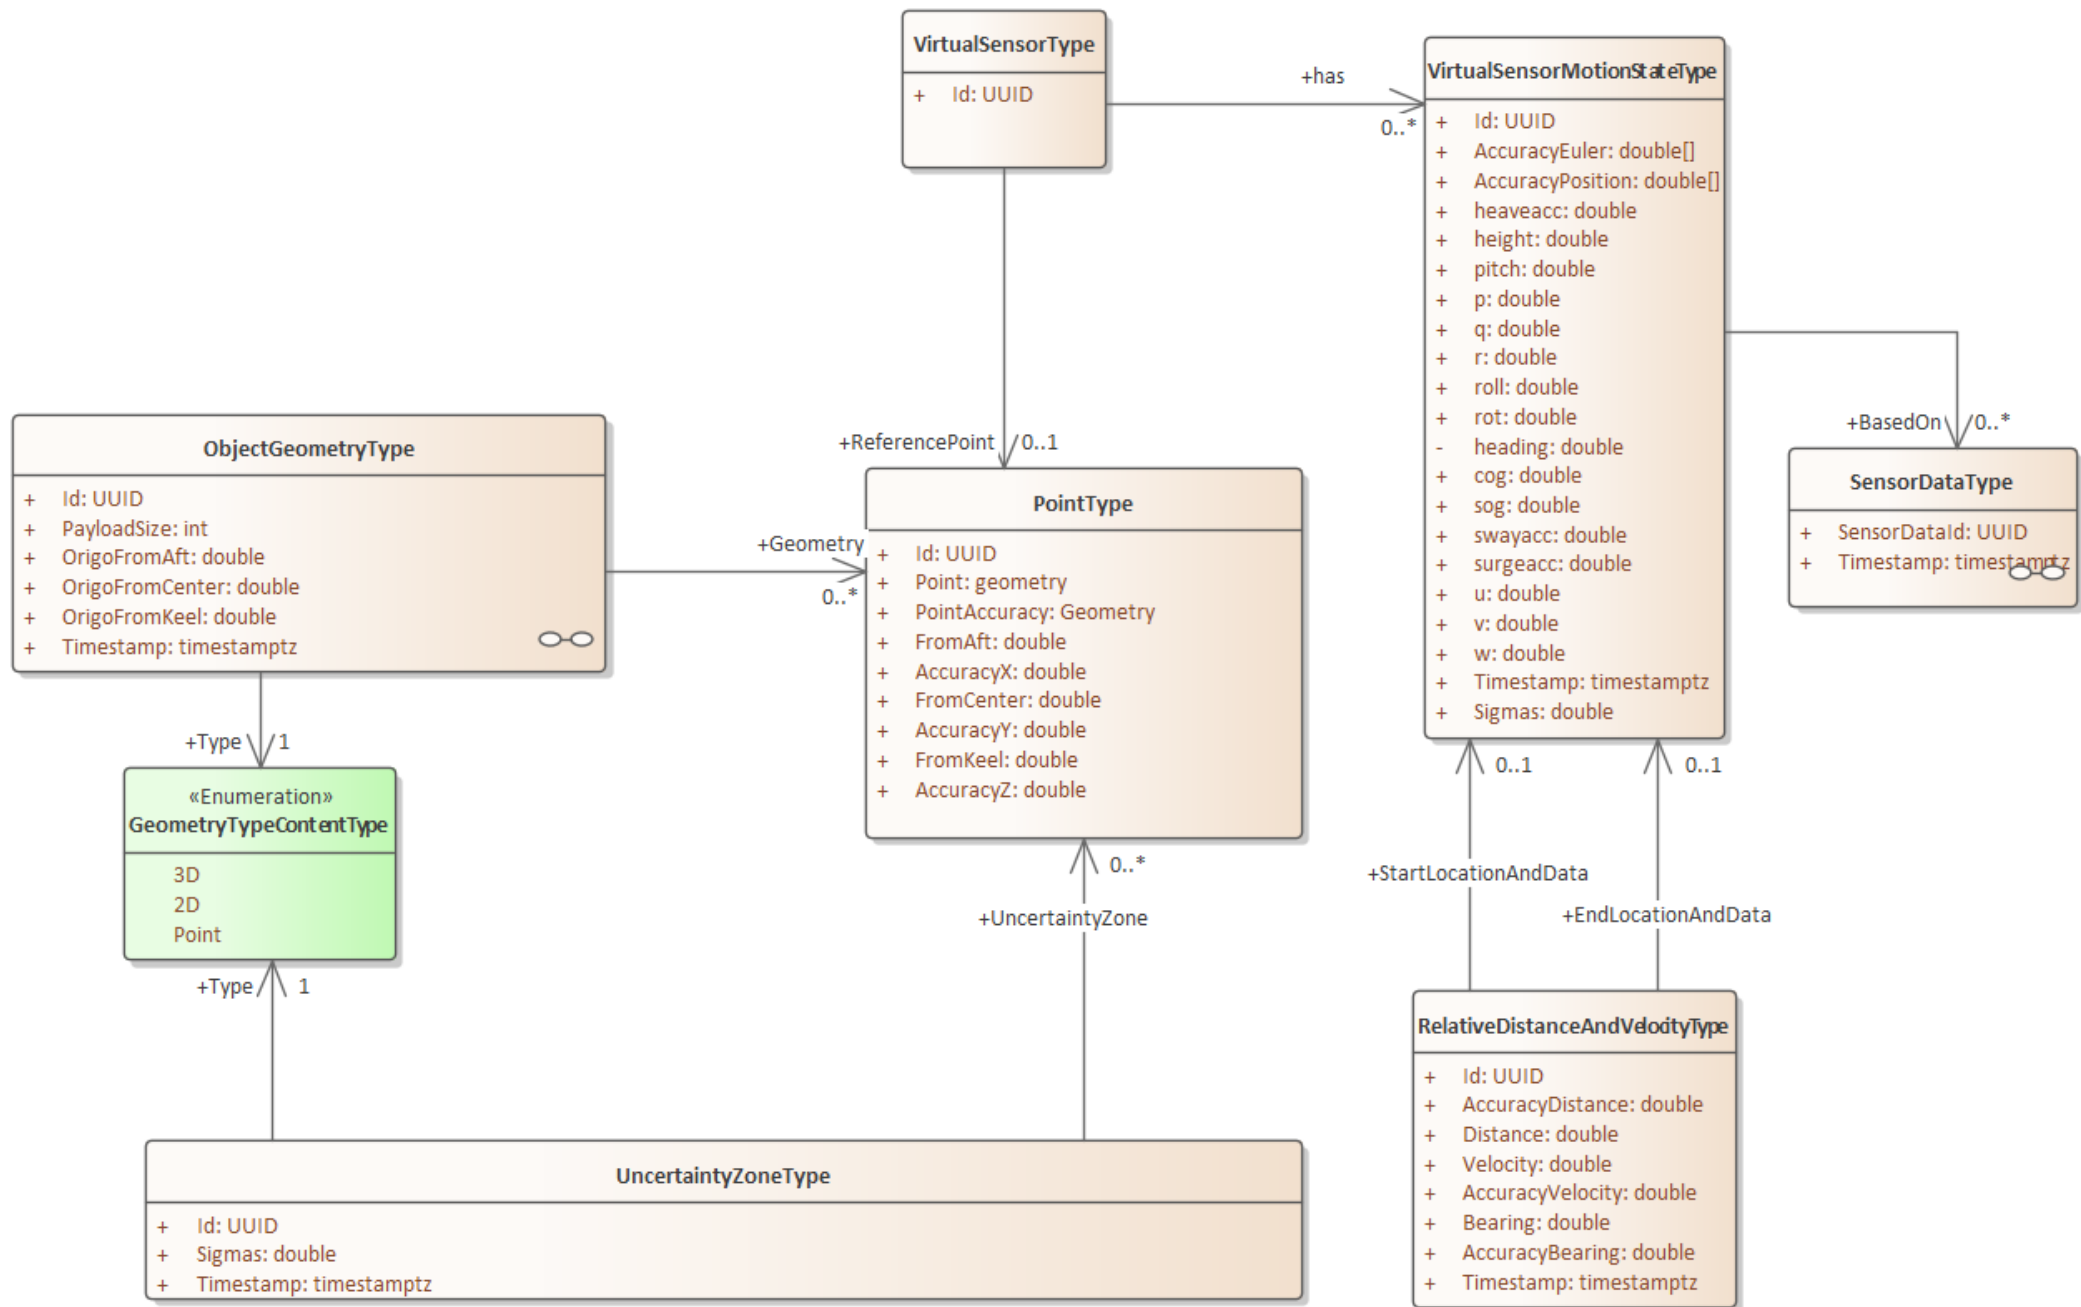 VirtualSensorType
+ Id: UUID
+has
0..*
VirtualSensorMotionStateType
+ Id: UUID
+ AccuracyEuler: double[]
+ AccuracyPosition: double[]
+ heaveacc: double
+ height: double
+ pitch: double
+ p: double
+ q: double
+ r: double
+ roll: double
+ rot: double
- heading: double
+ cog: double
+ sog: double
+ swayacc: double
+ surgeacc: double
+ u: double
+ v: double
+ w: double
+ Timestamp: timestamptz
+ Sigmas: double
+BasedOn
0..*
SensorDataType
+ SensorDataId: UUID
+ Timestamp: timestamptz
+ReferencePoint
0..1
ObjectGeometryType
+ Id: UUID
+ PayloadSize: int
+ OrigoFromAft: double
+ OrigoFromCenter: double
+ OrigoFromKeel: double
+ Timestamp: timestamptz
+Geometry
0..*
PointType
+ Id: UUID
+ Point: geometry
+ PointAccuracy: Geometry
+ FromAft: double
+ AccuracyX: double
+ FromCenter: double
+ AccuracyY: double
+ FromKeel: double
+ AccuracyZ: double
+Type
1
«Enumeration»
GeometryTypeContentType
3D
2D
Point
+Type
1
0..*
+UncertaintyZone
0..1
0..1
+StartLocationAndData
+EndLocationAndData
UncertaintyZoneType
+ Id: UUID
+ Sigmas: double
+ Timestamp: timestamptz
RelativeDistanceAndVelocityType
+ Id: UUID
+ AccuracyDistance: double
+ Distance: double
+ Velocity: double
+ AccuracyVelocity: double
+ Bearing: double
+ AccuracyBearing: double
+ Timestamp: timestamptz